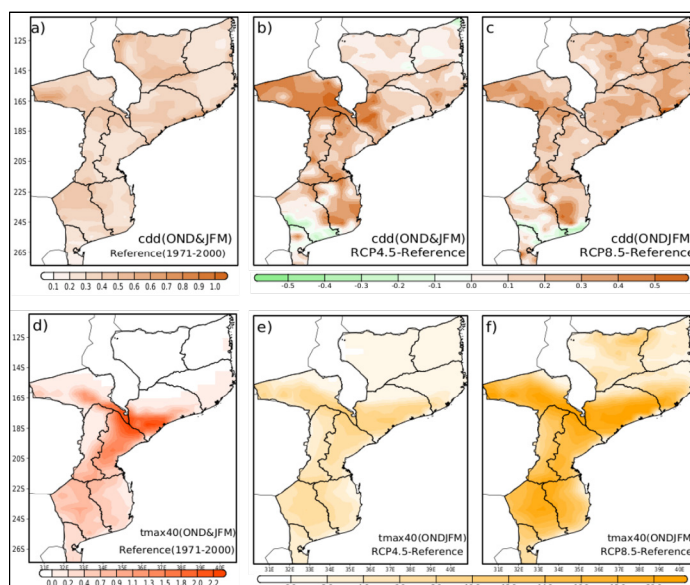 a)
12S
14S
16S
18S
20S
22S
24S
26S
cdd(OND&JFM)
Reference(1971-2000)
0.1 0.2 0.3 0.4 0.5 0.6 0.7 0.8 0.9 1.0
b)
cdd(OND&JFM)
RCP4.5-Reference
c)
cdd(ONDJFM)
RCP8.5-Reference
-0.5 -0.4 -0.3 -0.2 -0.1 0.0 0.1 0.2 0.3 0.4 0.5
d)
12S
14S
16S
18S
20S
22S
24S
26S
tmax40(OND&JFM)
Reference(1971-2000)
31E 32E 33E 34E 35E 36E 37E 38E 39E 40E
0.0 0.2 0.4 0.7 0.9 1.1 1.3 1.5 1.8 2.0 2.2
e)
tmax40(ONDJFM)
RCP4.5-Reference
31E 32E 33E 34E 35E 36E 37E 38E 39E 40E
f)
tmax40(ONDJFM)
RCP8.5-Reference
31E 32E 33E 34E 35E 36E 37E 38E 39E 40E